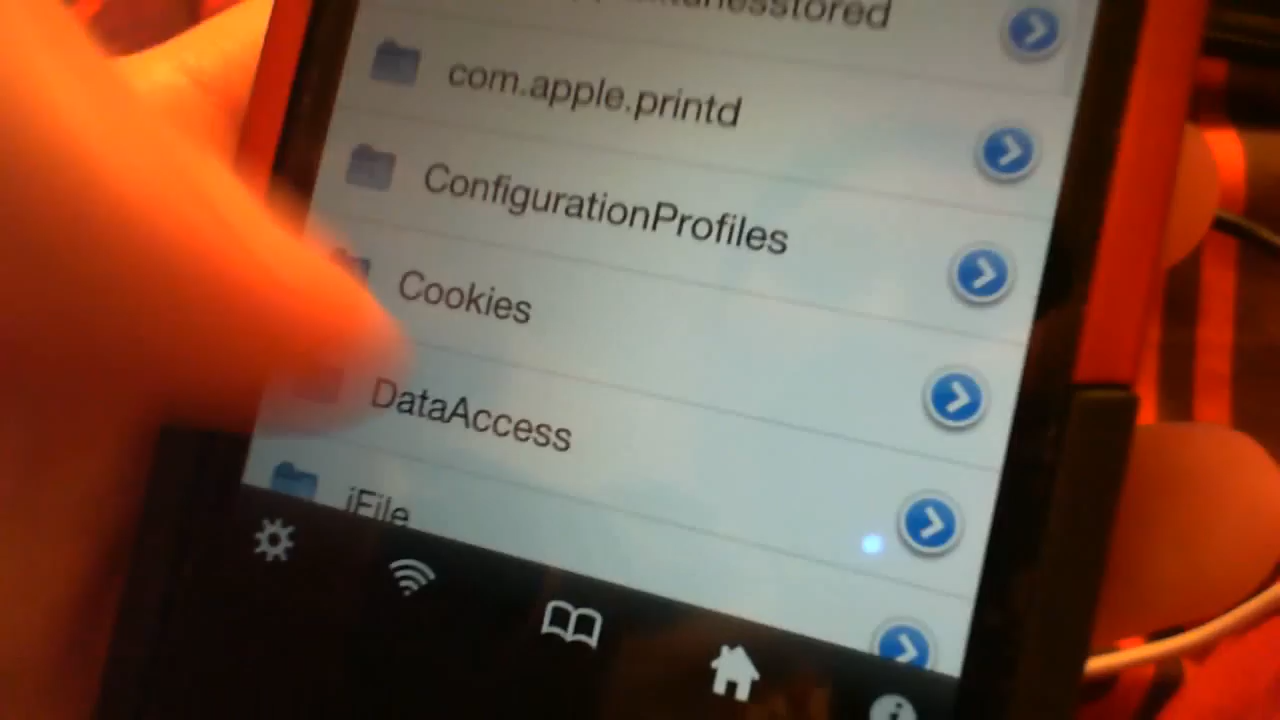 com.apple.printd
ConfigurationProfiles
Cookies
DataAccess
iFile